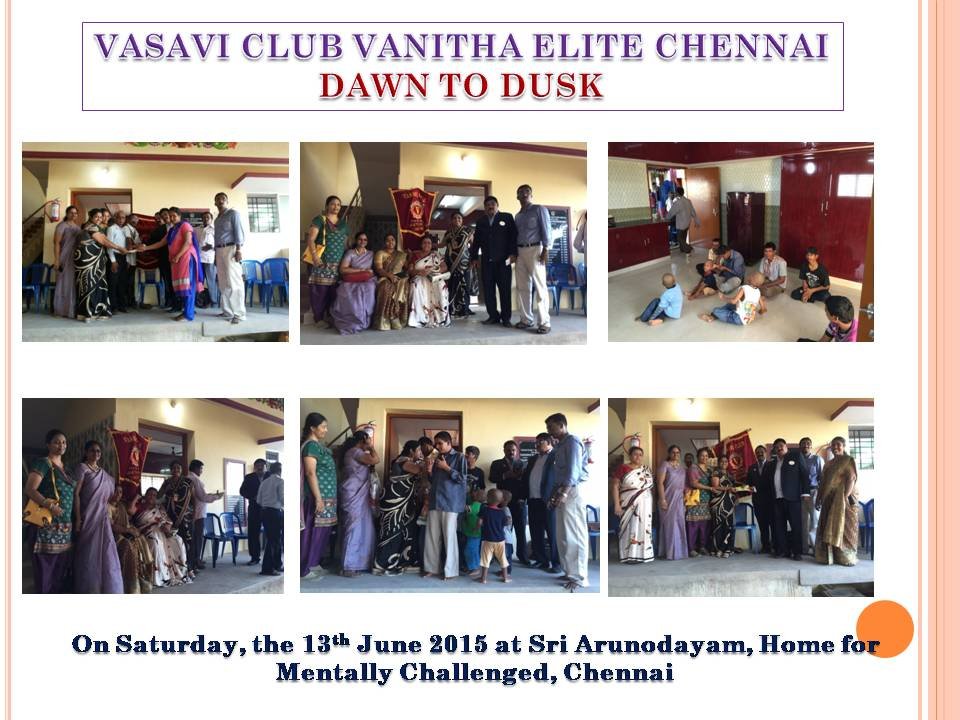 VASAVI CLUB VANITHA ELITE CHENNAI
DAWN TO DUSK
On Saturday, the 13th June 2015 at Sri Arunodayam, Home for
Mentally Challenged, Chennai